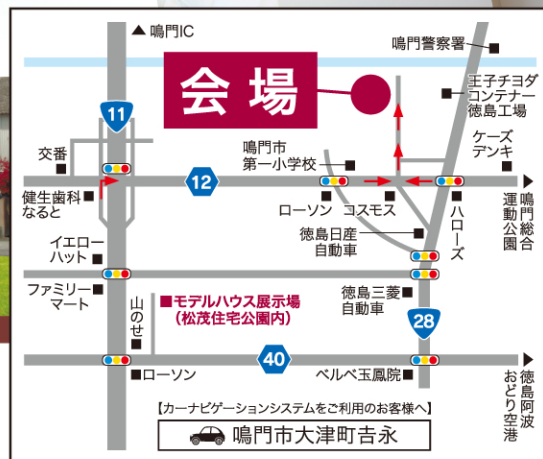 ▲鳴門IC
鳴門警察署
会場
王子チヨダ
コンテナー
徳島工場
11
鳴門市
第一小学校
ケーズ
デンキ
交番
12
健生歯科
なると
ローソン
コスモス
ハローズ
鳴門総合
運動公園
徳島日産
自動車
イエロー
ハット
ファミリー
マート
■モデルハウス展示場
(松茂住宅公園内)
徳島三菱
自動車
山のせ
28
40
ローソン
ベルベ玉鳳院
徳島阿波
おどり空港
【カーナビゲーションシステムをご利用のお客様へ】
鳴門市大津町吉永